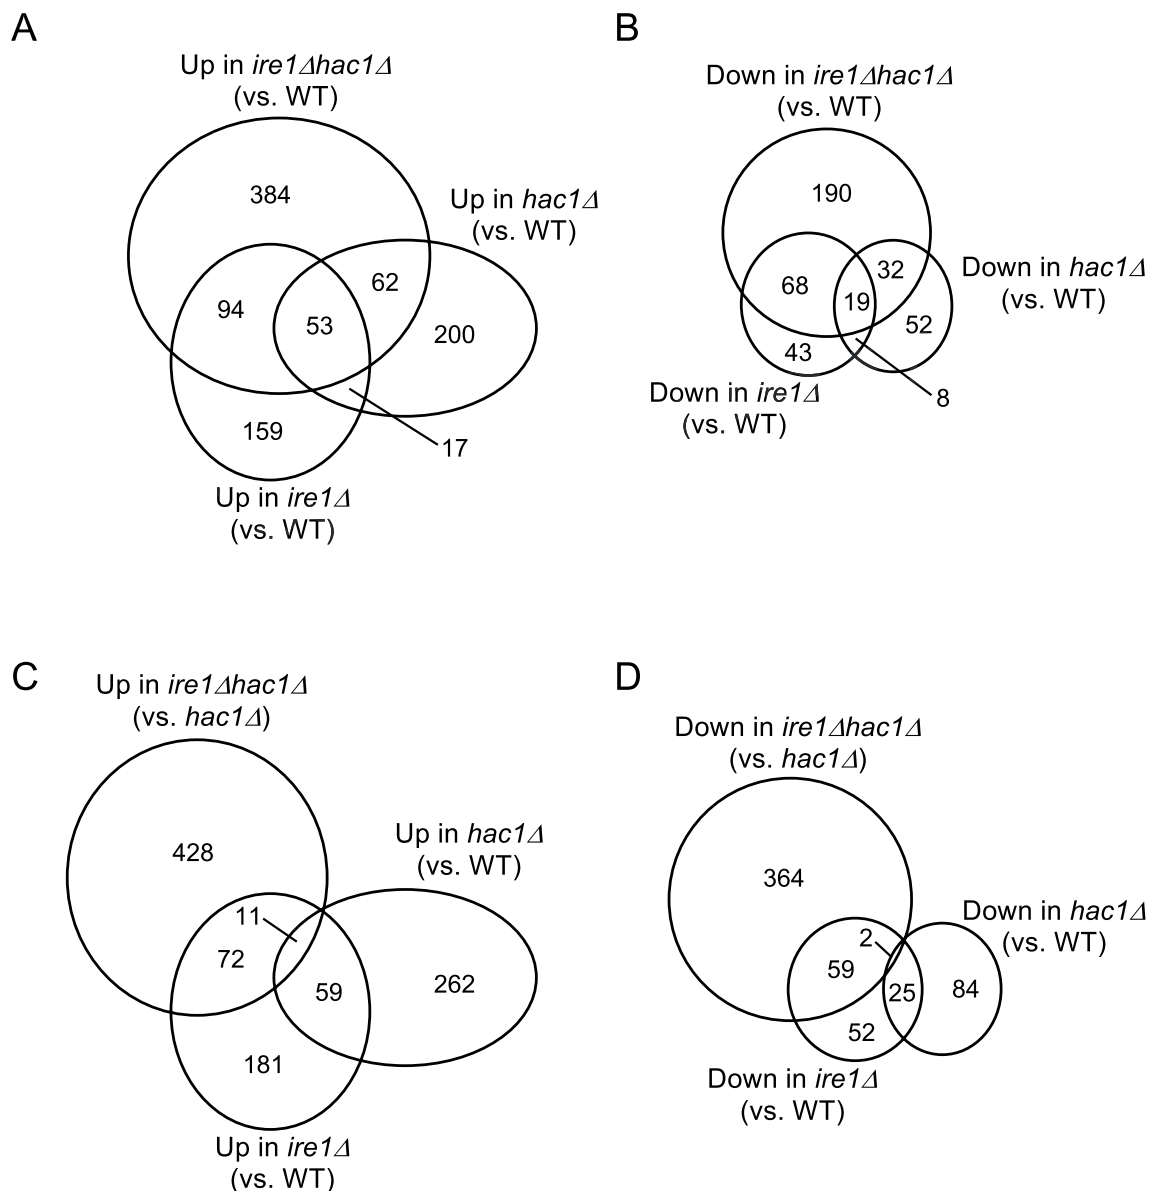 A
Up in ire1Δhac1Δ
(vs. WT)
384
Up in hac1Δ
(vs. WT)
62
94
53
200
159
17
Up in ire1Δ
(vs. WT)
B
Down in ire1Δhac1Δ
(vs. WT)
190
Down in hac1Δ
(vs. WT)
32
68
19
52
43
8
Down in ire1Δ
(vs. WT)
C
Up in ire1Δhac1Δ
(vs. hac1Δ)
428
Up in hac1Δ
(vs. WT)
11
72
59
262
181
Up in ire1Δ
(vs. WT)
D
Down in ire1Δhac1Δ
(vs. hac1Δ)
364
Down in hac1Δ
(vs. WT)
2
59
25
84
52
Down in ire1Δ
(vs. WT)